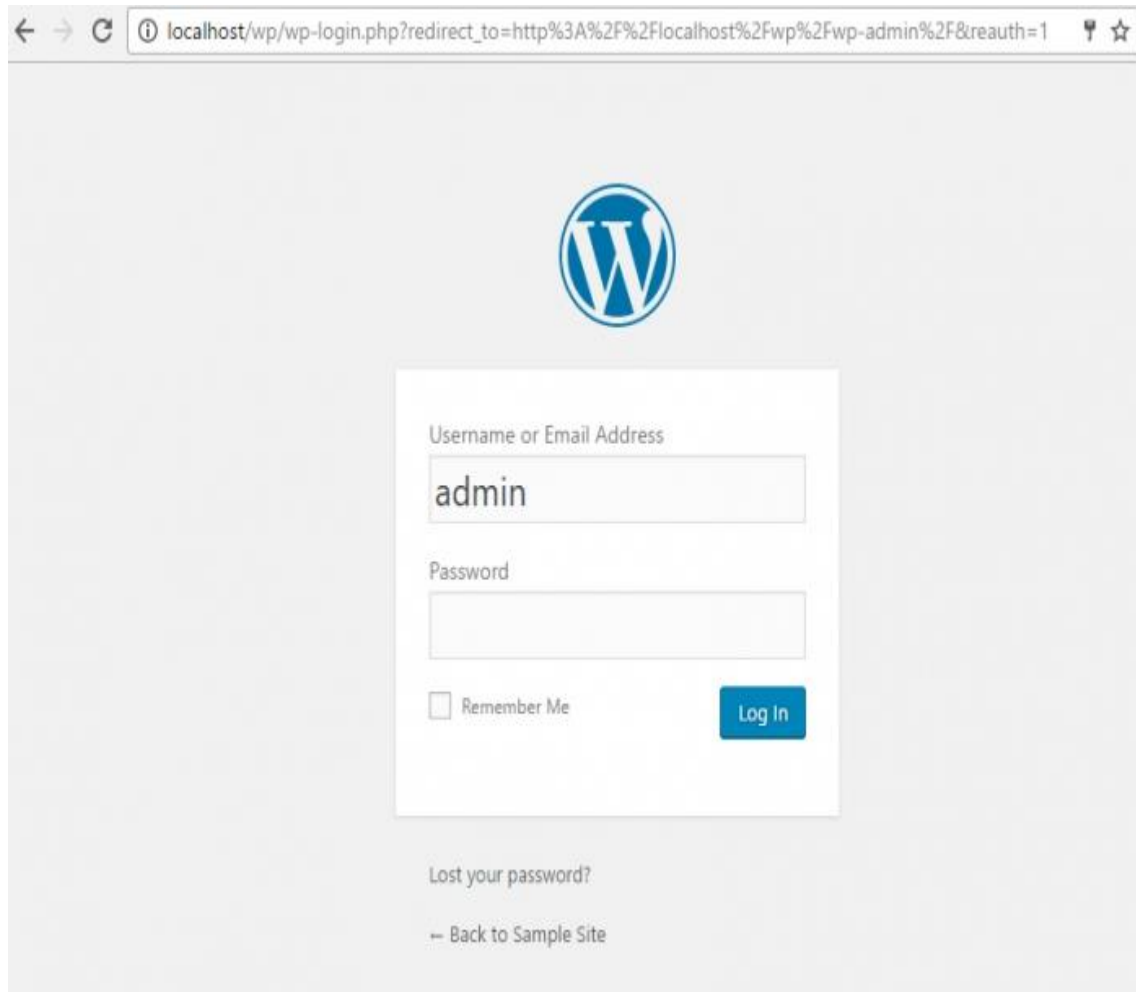 localhost/wp/wp-login.php?redirect_to=http%3A%2F%2Flocalhost%2Fwp%2Fwp-admin%2F&reauth=1
W
Username or Email Address
admin
Password
Remember Me
Log In
Lost your password?
← Back to Sample Site